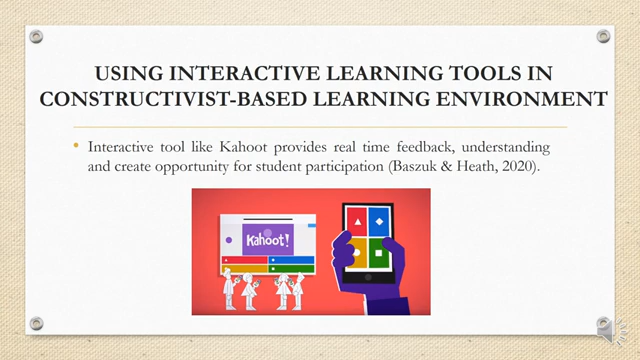 USING INTERACTIVE LEARNING TOOLS IN
CONSTRUCTIVIST-BASED LEARNING ENVIRONMENT
• Interactive tool like Kahoot provides real time feedback, understanding
and create opportunity for student participation (Baszuk & Heath, 2020).
Kahoot!